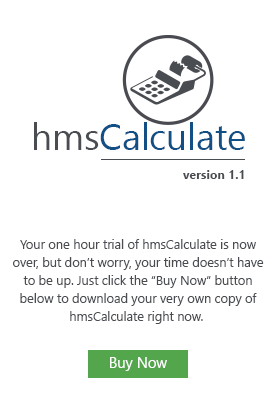 hmsCalculate
version 1.1
Your one hour trial of hmsCalculate is now
over, but don't worry, your time doesn't have
to be up. Just click the "Buy Now" button
below to download your very own copy of
hmsCalculate right now.
Buy Now